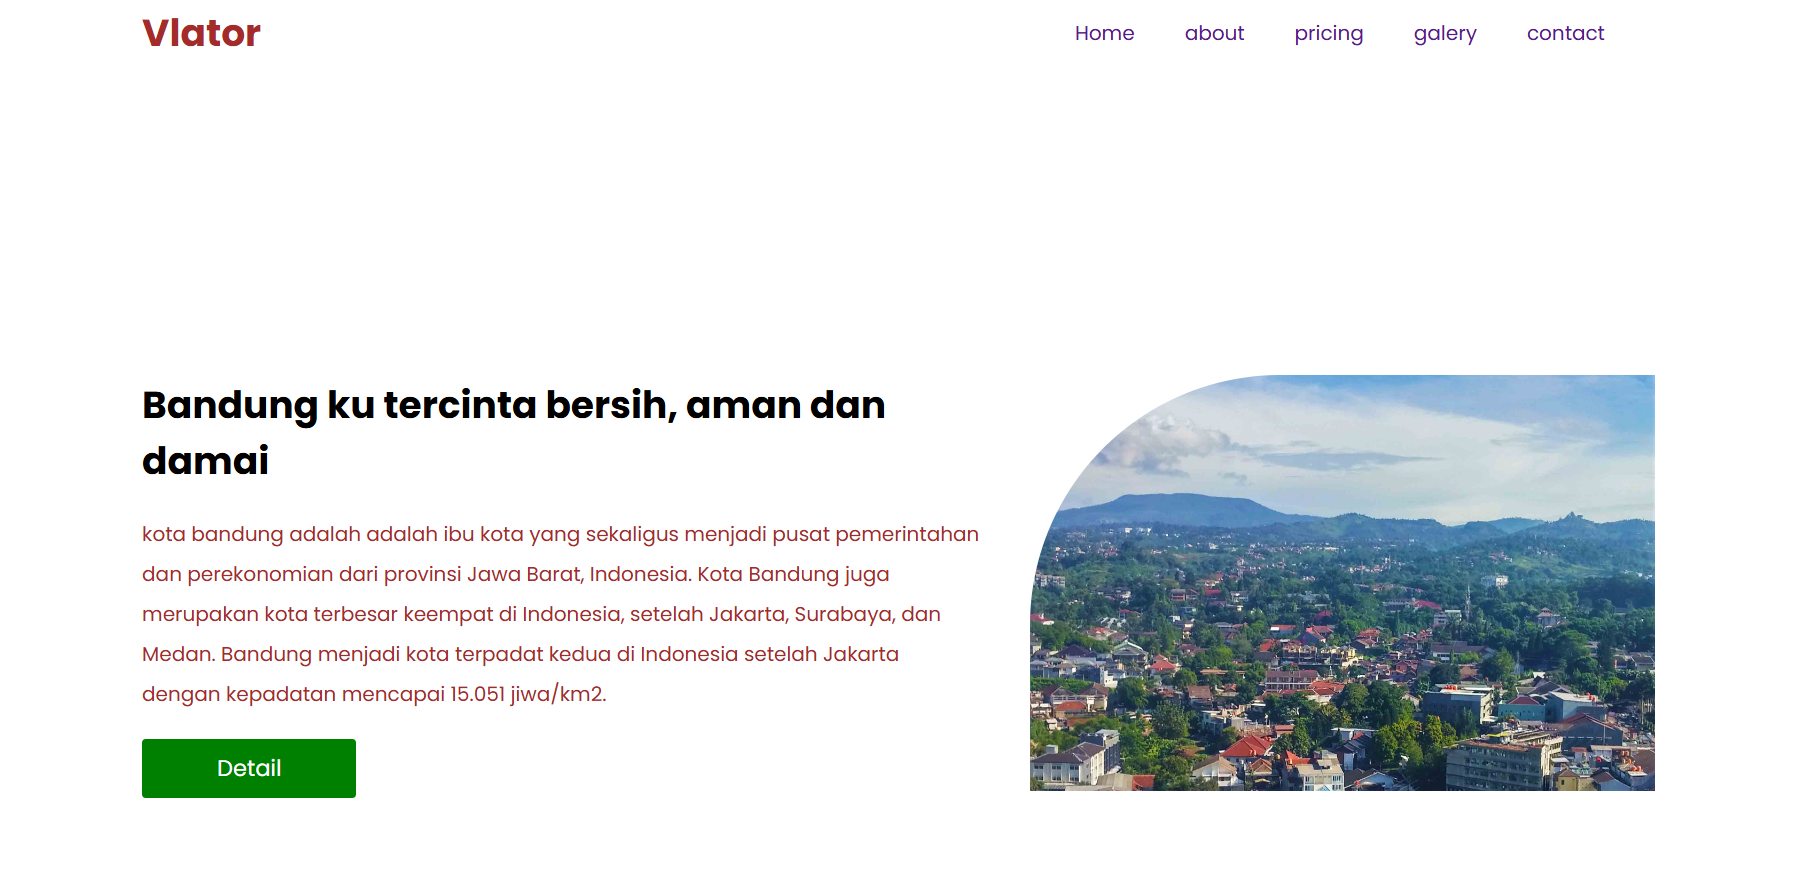 Vlator
Home about pricing galery contact
Bandung ku tercinta bersih, aman dan
damai
kota bandung adalah adalah ibu kota yang sekaligus menjadi pusat pemerintahan
dan perekonomian dari provinsi Jawa Barat, Indonesia. Kota Bandung juga
merupakan kota terbesar keempat di Indonesia, setelah Jakarta, Surabaya, dan
Medan. Bandung menjadi kota terpadat kedua di Indonesia setelah Jakarta
dengan kepadatan mencapai 15.051 jiwa/km2.
Detail